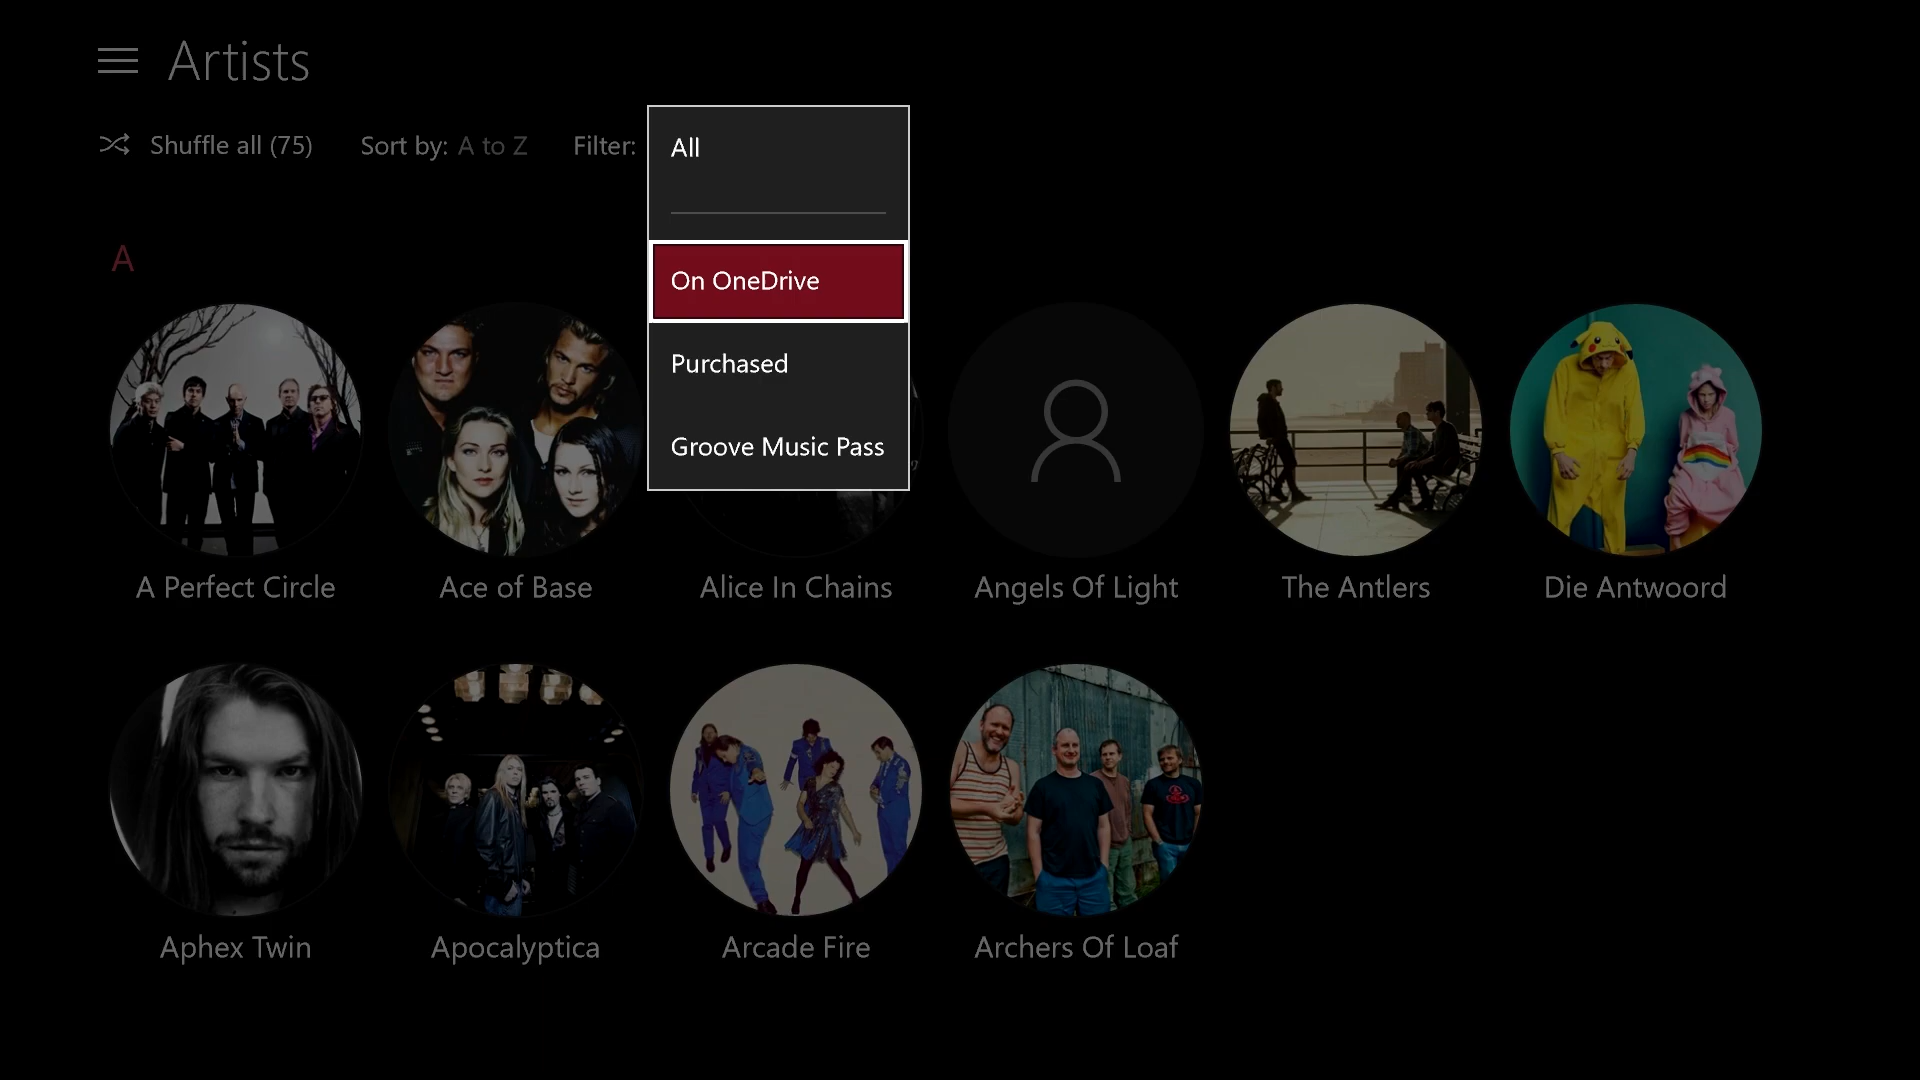 Artists
Shuffle all (75)
Sort by: A to Z
Filter:
All
On OneDrive
Purchased
Groove Music Pass
A
A Perfect Circle
Ace of Base
Alice In Chains
Angels Of Light
The Antlers
Die Antwoord
Aphex Twin
Apocalyptica
Arcade Fire
Archers Of Loaf